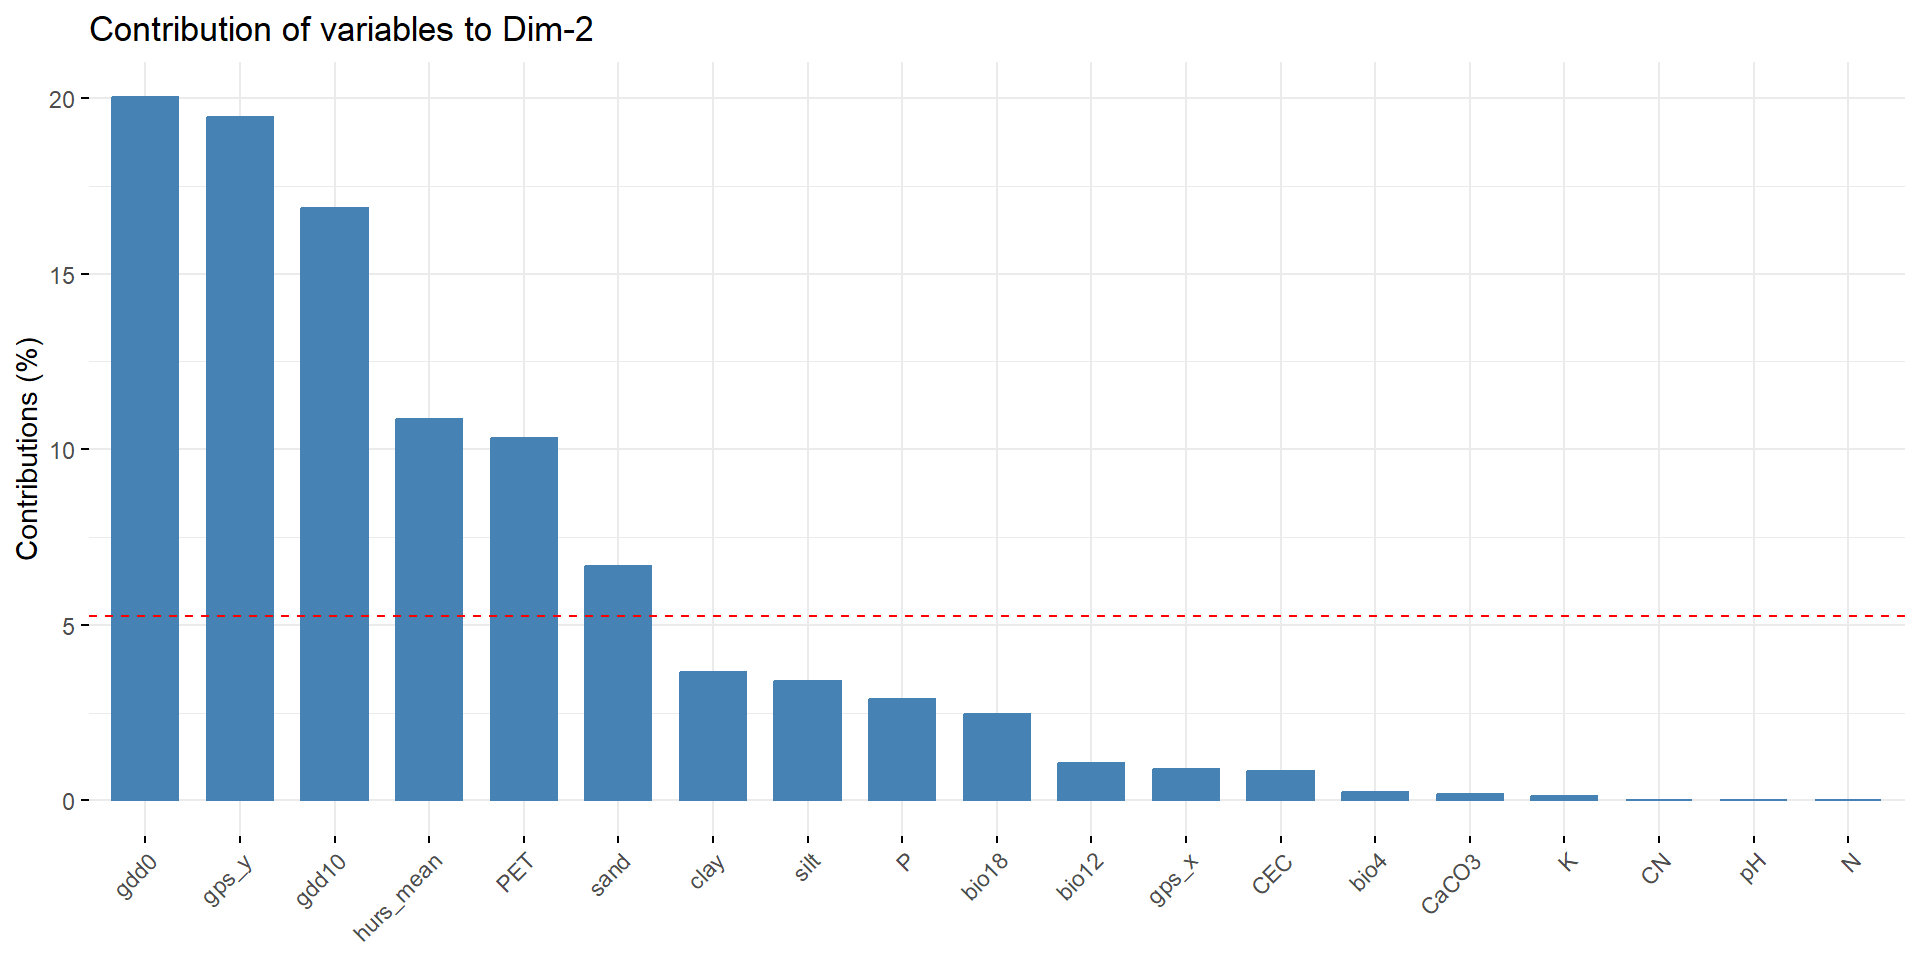 Contribution of variables to Dim-2
Contributions (%)
20
15
10
5
0
gdd0
gps_y
gdd10
hurs_mean
PET
sand
clay
silt
P
bio18
bio12
gps_x
CEC
bio4
CaCO3
K
CN
pH
N